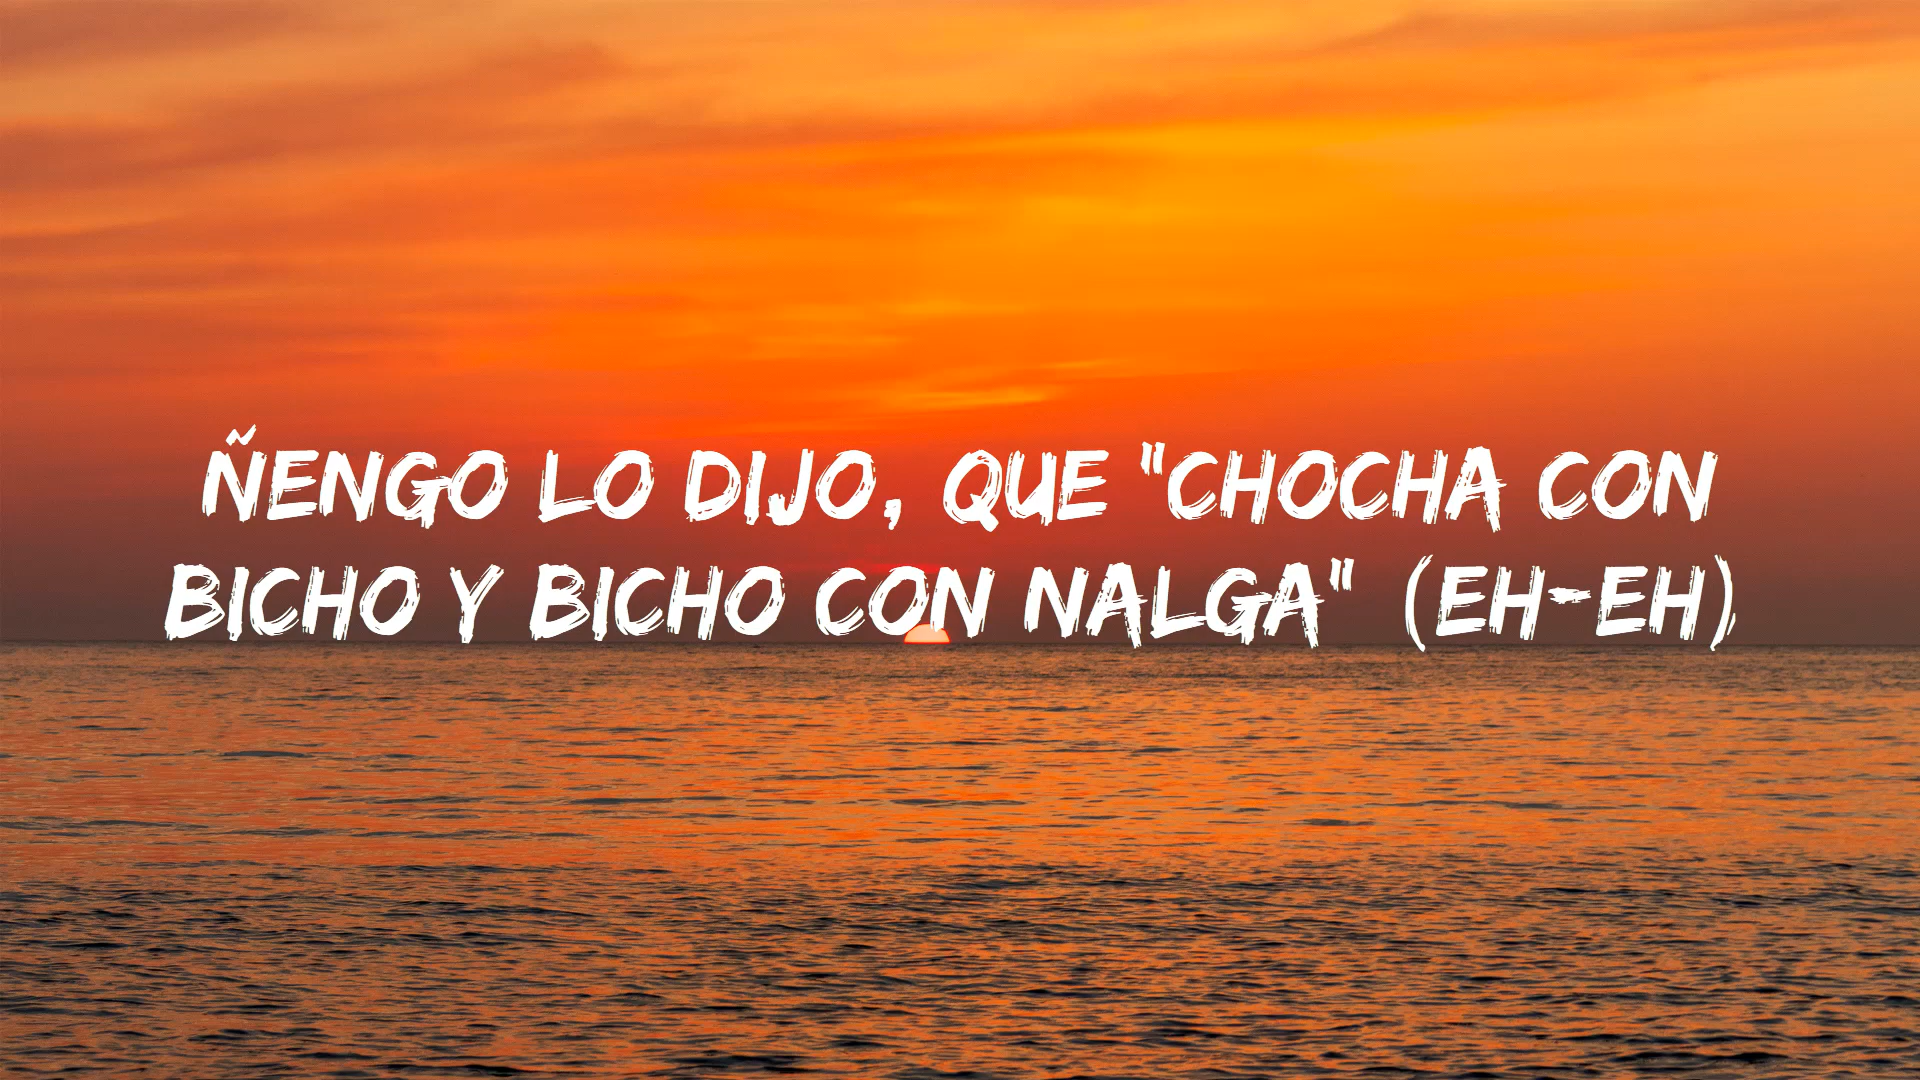 ÑENGO LO DIJO, QUE "CHOCHA CON
BICHO Y BICHO CON NALGA" (EH-EH)